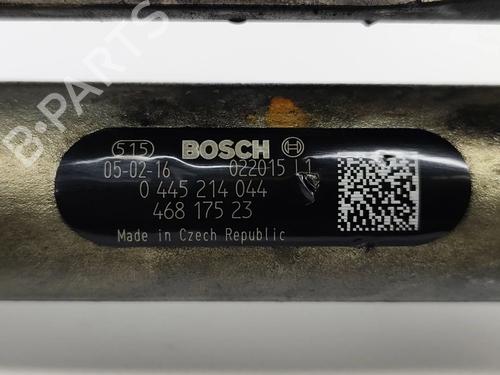 B-PARTS
515 BOSCH
05-02-16 022015 L1
0 445 214 044
468 175 23
Made in Czech Republic